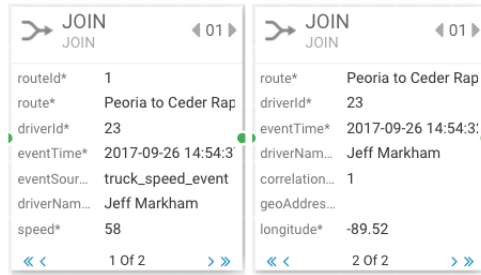 JOIN
JOIN
01
routeId* 1
route* Peoria to Ceder Rap
driverId* 23
eventTime* 2017-09-26 14:54:3
eventSour... truck_speed_event
driverNam... Jeff Markham
speed* 58
« < 1 Of 2 > »
JOIN
JOIN
01
route* Peoria to Ceder Rap
driverId* 23
eventTime* 2017-09-26 14:54:3
driverNam... Jeff Markham
correlation... 1
geoAddres...
longitude* -89.52
« < 2 Of 2 > »